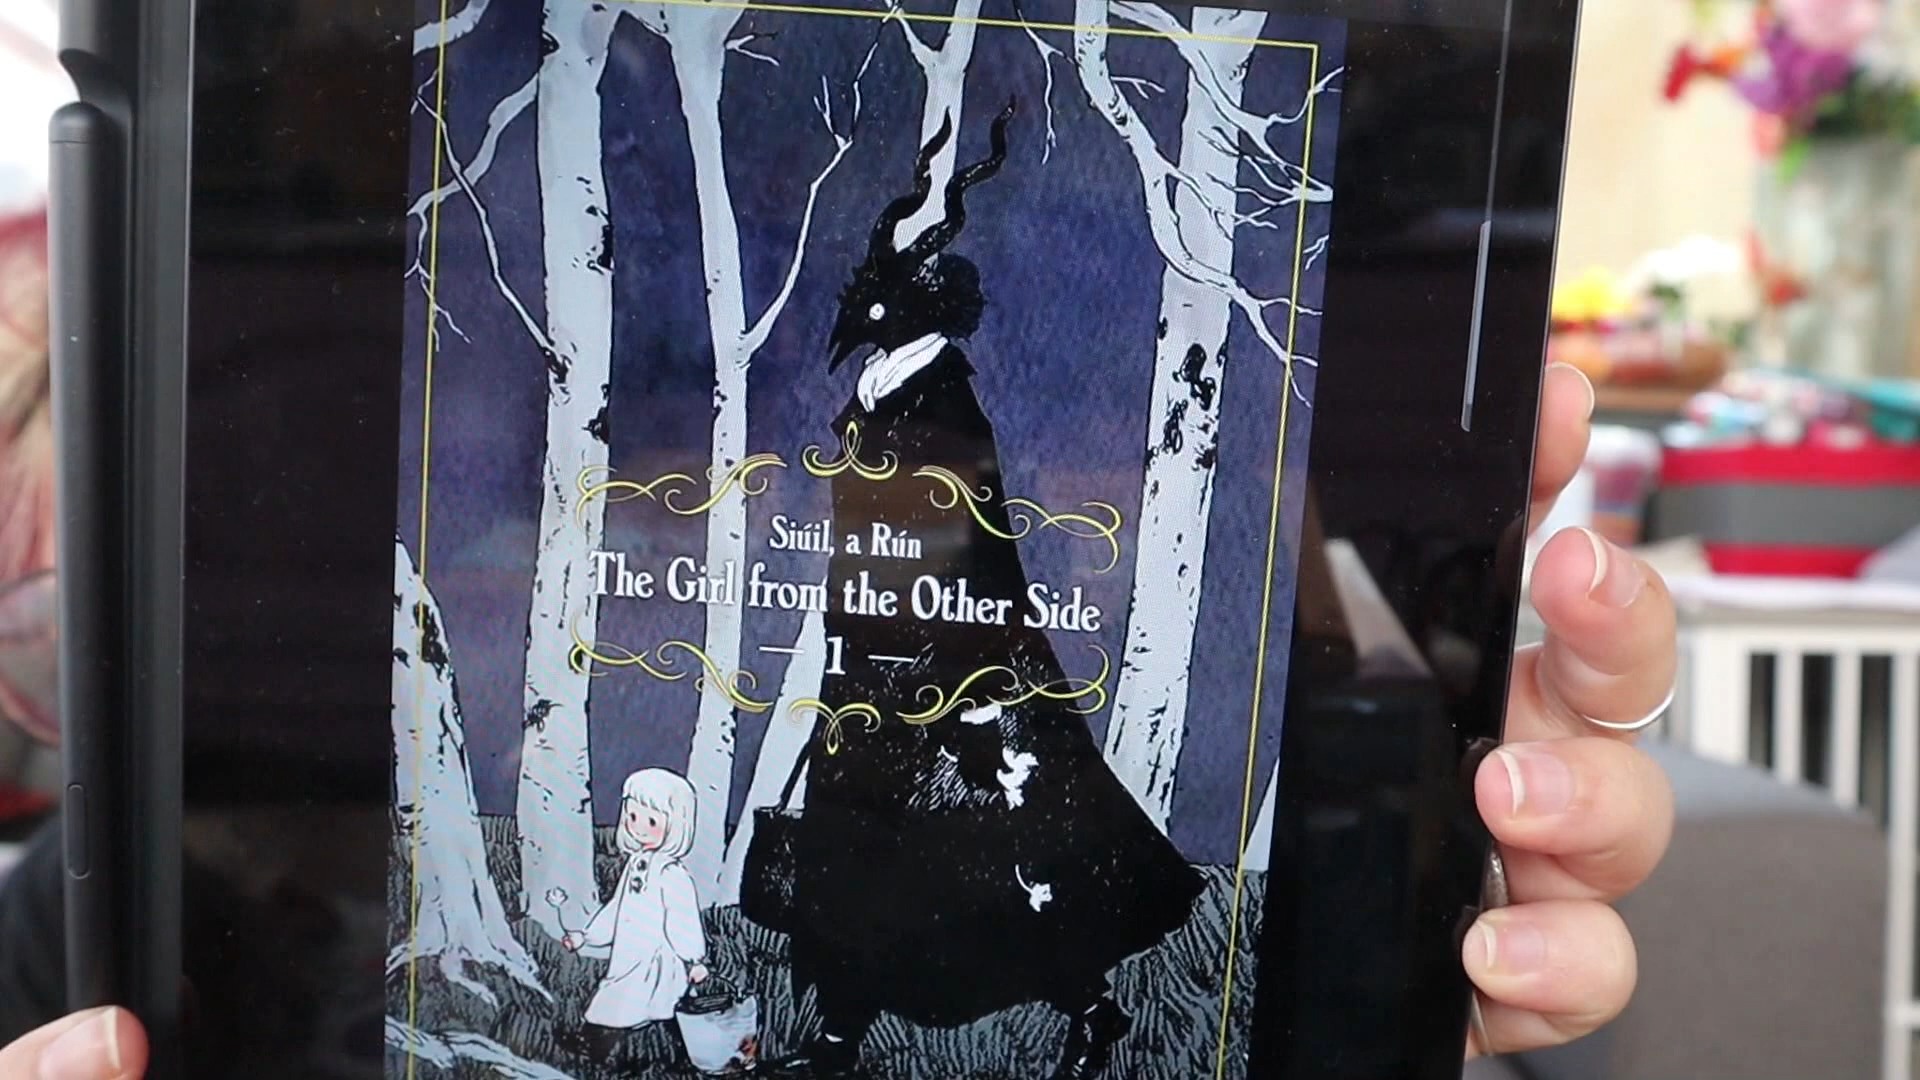 Siúil, a Rún
The Girl from the Other Side
— 1 —